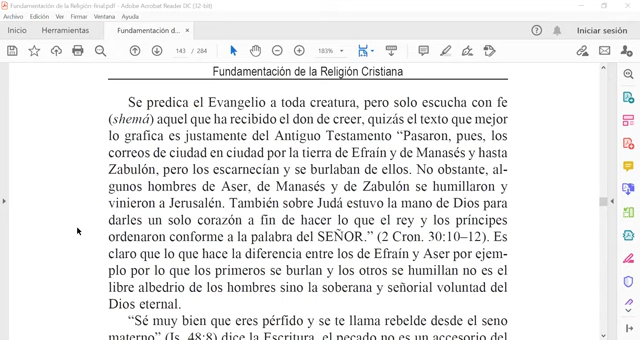 Fundamentación de la Religión final.pdf - Adobe Acrobat Reader DC (32-bit)
Archivo Edición Ver Firmar Ventana Ayuda
Inicio Herramientas Fundamentación d... × Iniciar sesión
143 / 284 183%
Fundamentación de la Religión Cristiana
Se predica el Evangelio a toda creatura, pero solo escucha con fe
(shemá) aquel que ha recibido el don de creer, quizás el texto que mejor
lo grafica es justamente del Antiguo Testamento “Pasaron, pues, los
correos de ciudad en ciudad por la tierra de Efraín y de Manasés y hasta
Zabulón, pero los escarnecían y se burlaban de ellos. No obstante, al-
gunos hombres de Aser, de Manasés y de Zabulón se humillaron y
vinieron a Jerusalén. También sobre Judá estuvo la mano de Dios para
darles un solo corazón a fin de hacer lo que el rey y los príncipes
ordenaron conforme a la palabra del SEÑOR.” (2 Cron. 30:10–12). Es
claro que lo que hace la diferencia entre los de Efraín y Aser por ejem-
plo por lo que los primeros se burlan y los otros se humillan no es el
libre albedrio de los hombres sino la soberana y señorial voluntad del
Dios eternal.
“Sé muy bien que eres pérfido y se te llama rebelde desde el seno
materno” (Is. 48:8) dice la Escritura, el pecado no es un accesorio del